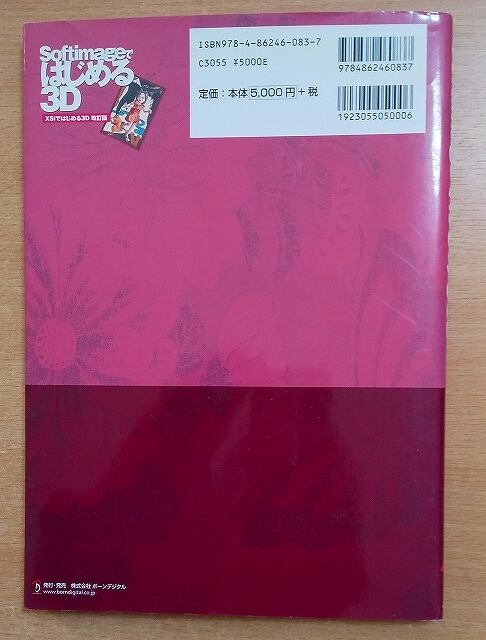 Softimageで
はじめる
3D
XSIではじめる3D 改訂版
ISBN978-4-86246-083-7
C3055 ¥5000E
定価：本体5,000円＋税
9784862460837
1923055050006
発行・発売 株式会社 ボーンデジタル
www.borndigital.co.jp